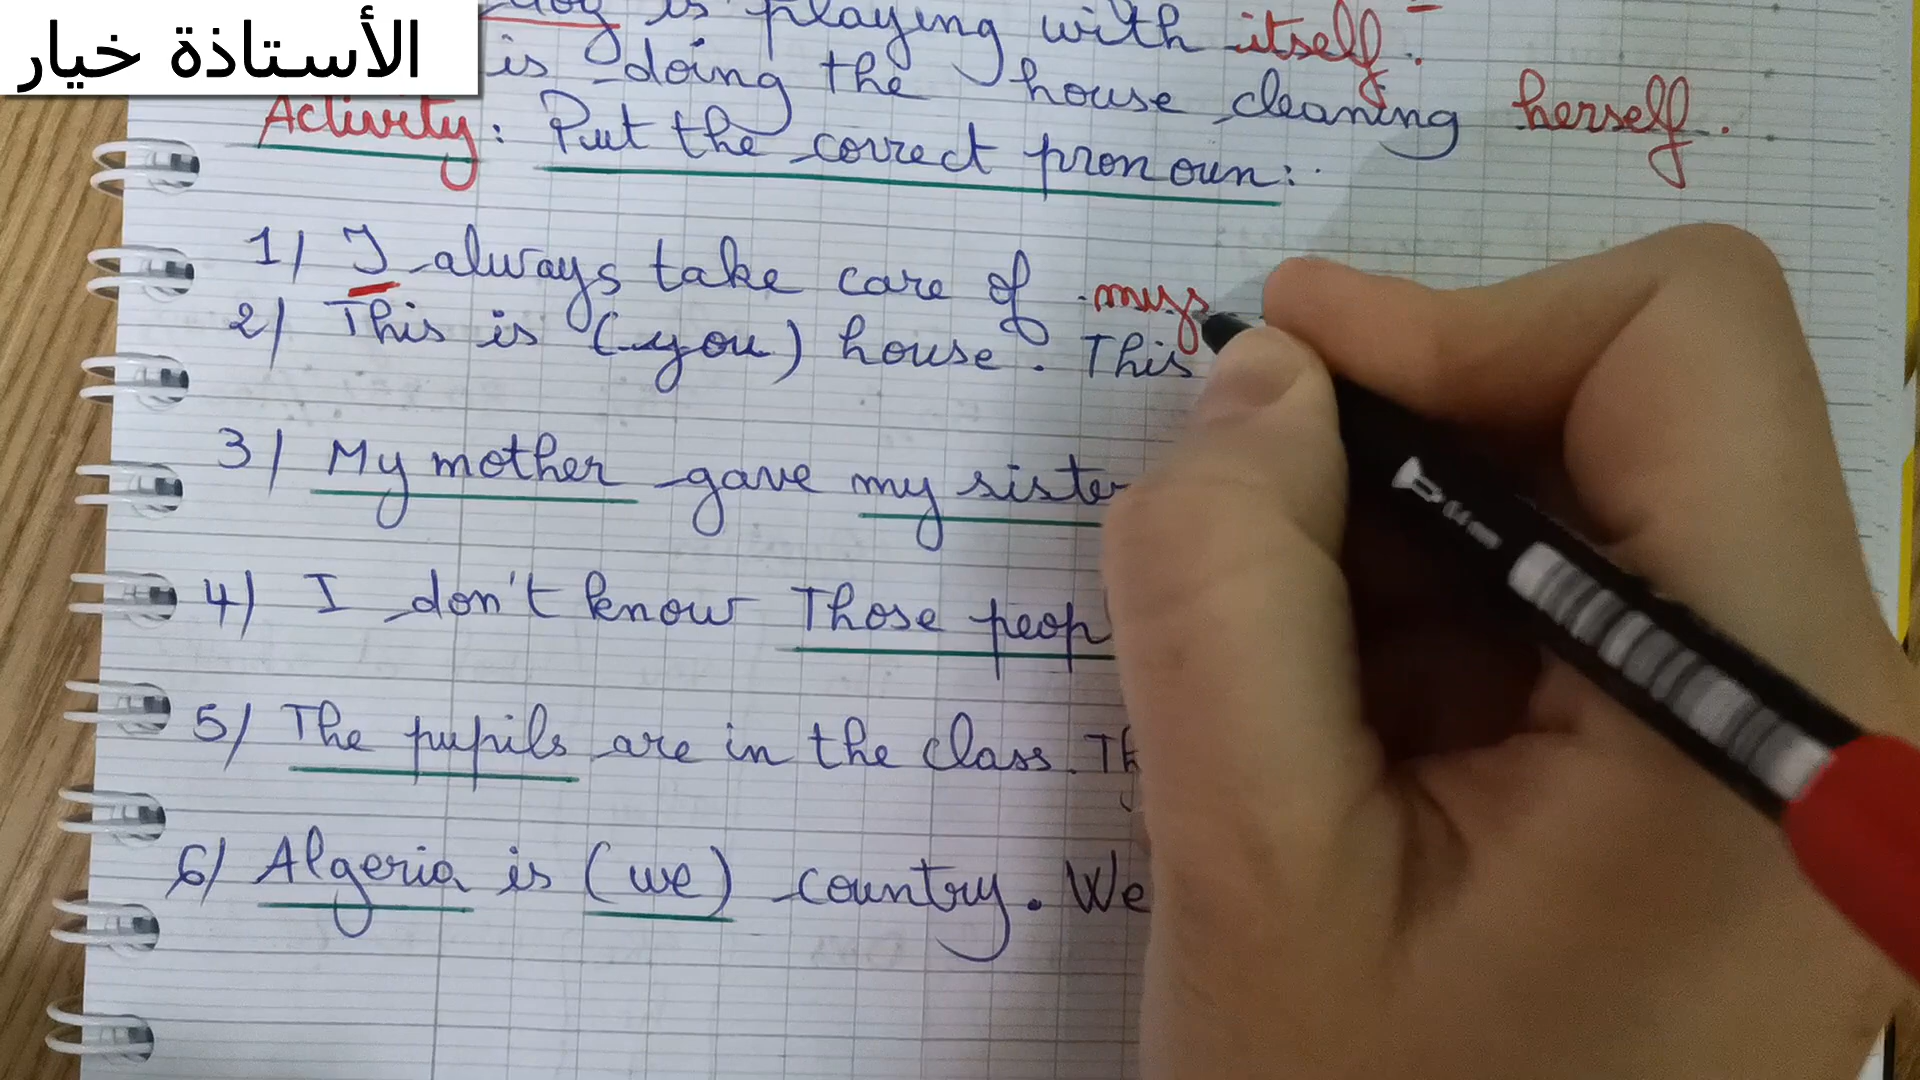 الأستاذة خيار
is playing with itself.
is doing the house cleaning herself.
Activity: Put the correct pronoun:
1/ I always take care of mys
2/ This is (you) house. This
3/ My mother gave my sister
4/ I don't know Those peop
5/ The pupils are in the class. Th
6/ Algeria is (we) country. We